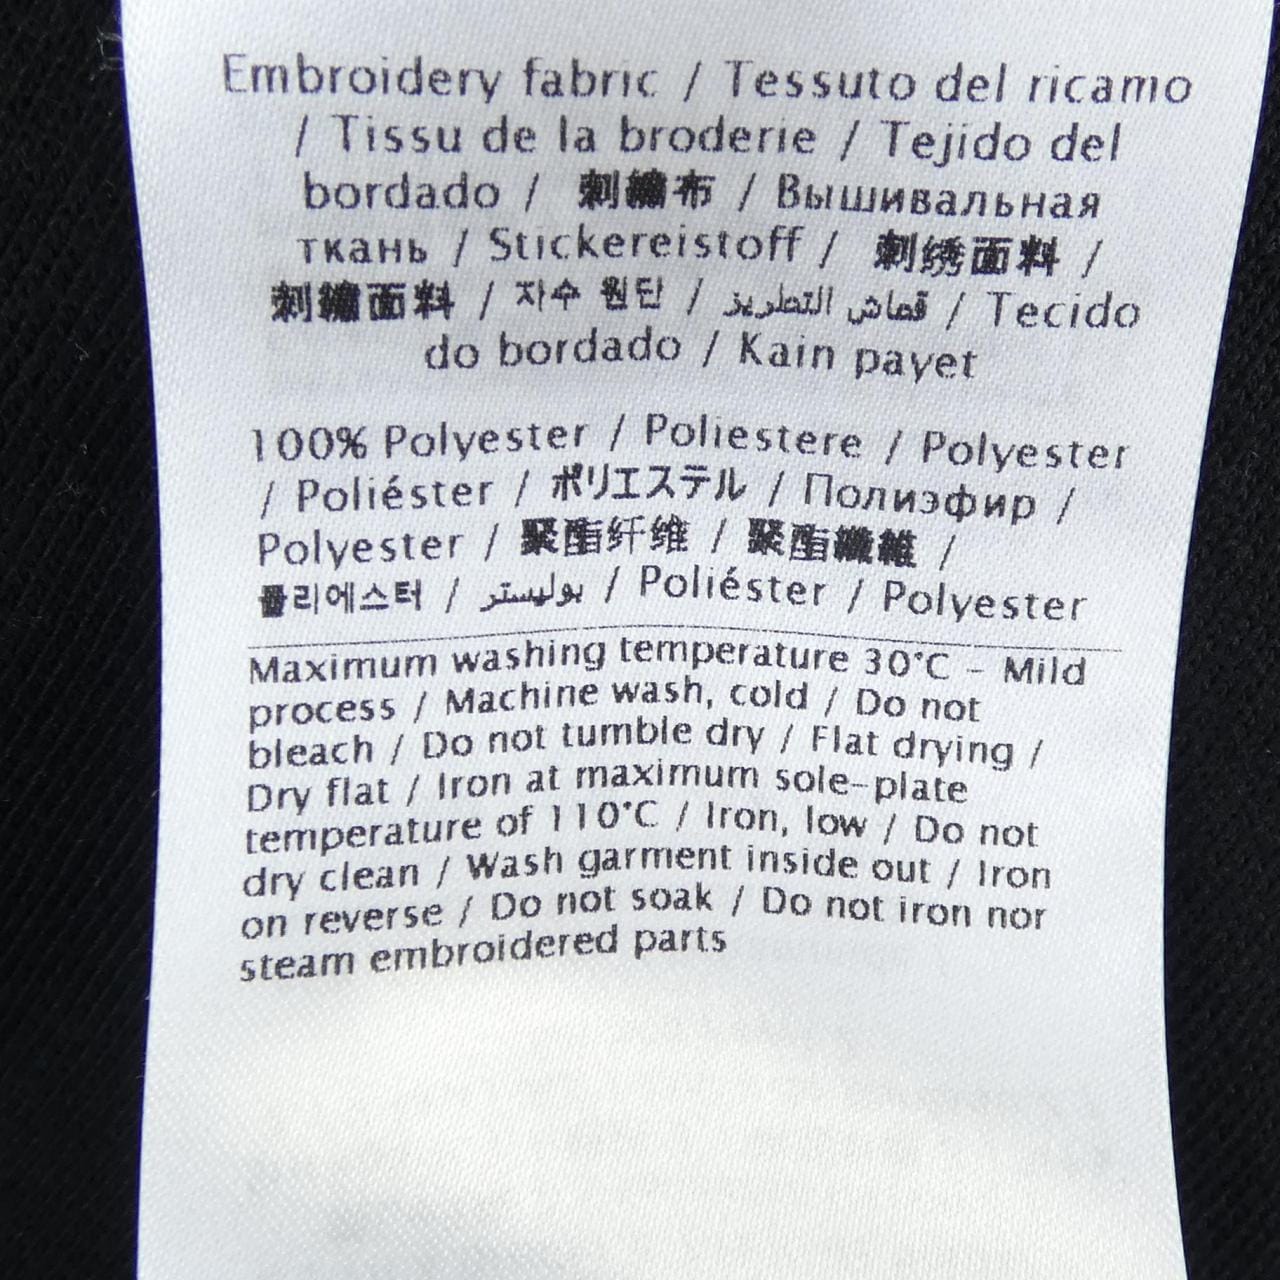 Embroidery fabric / Tessuto del ricamo
/ Tissu de la broderie / Tejido del
bordado / 刺繍布 / Вышивальная
ткань / Stickereistoff / 刺绣面料 /
刺繡面料 / 자수 원단 / قماش التطريز / Tecido
do bordado / Kain payet
100% Polyester / Poliestere / Polyester
/ Poliéster / ポリエステル / Полиэфир /
Polyester / 聚酯纤维 / 聚酯纖維 /
폴리에스터 / بوليستر / Poliéster / Polyester
Maximum washing temperature 30°C - Mild
process / Machine wash, cold / Do not
bleach / Do not tumble dry / Flat drying /
Dry flat / Iron at maximum sole-plate
temperature of 110°C / Iron, low / Do not
dry clean / Wash garment inside out / Iron
on reverse / Do not soak / Do not iron nor
steam embroidered parts